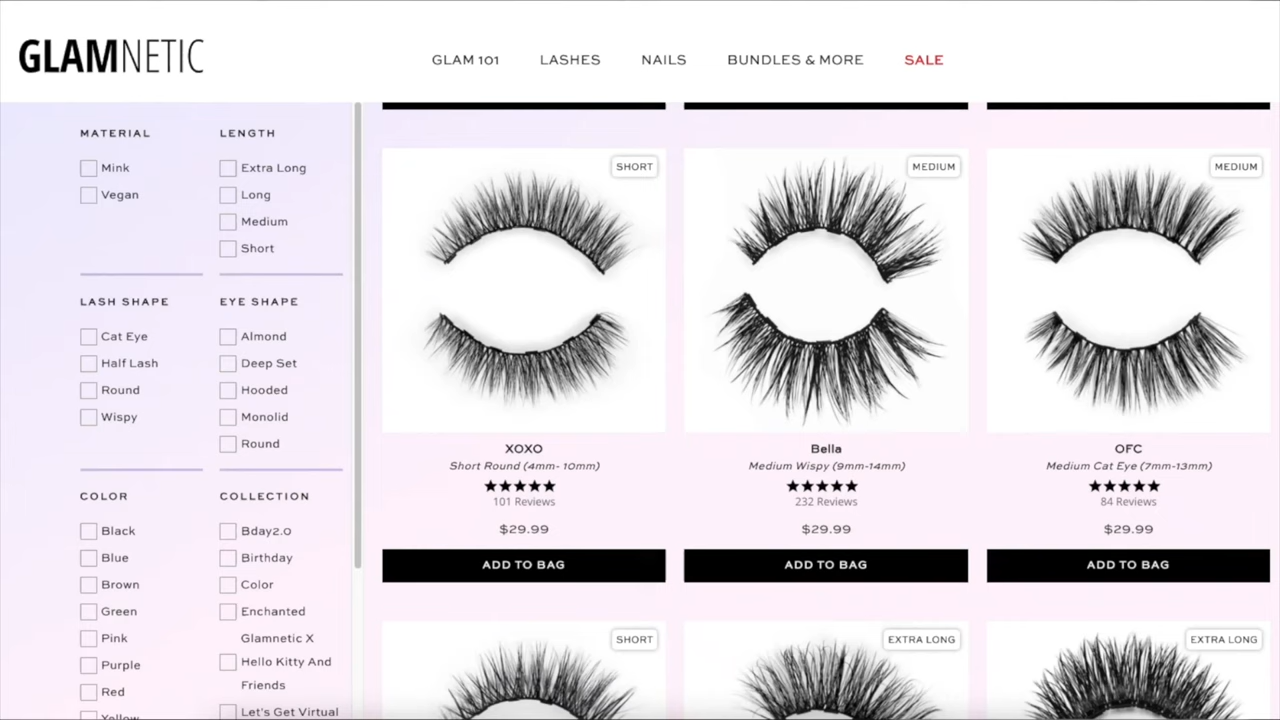 GLAMNETIC
GLAM 101
LASHES
NAILS
BUNDLES & MORE
SALE
MATERIAL
Mink
Vegan
LENGTH
Extra Long
Long
Medium
Short
LASH SHAPE
Cat Eye
Half Lash
Round
Wispy
EYE SHAPE
Almond
Deep Set
Hooded
Monolid
Round
COLOR
Black
Blue
Brown
Green
Pink
Purple
Red
Yellow
COLLECTION
Bday2.0
Birthday
Color
Enchanted
Glamnetic X
Hello Kitty And
Friends
Let's Get Virtual
SHORT
XOXO
Short Round (4mm- 10mm)
★★★★★
101 Reviews
$29.99
ADD TO BAG
MEDIUM
Bella
Medium Wispy (9mm-14mm)
★★★★★
232 Reviews
$29.99
ADD TO BAG
MEDIUM
OFC
Medium Cat Eye (7mm-13mm)
★★★★★
84 Reviews
$29.99
ADD TO BAG
SHORT
EXTRA LONG
EXTRA LONG